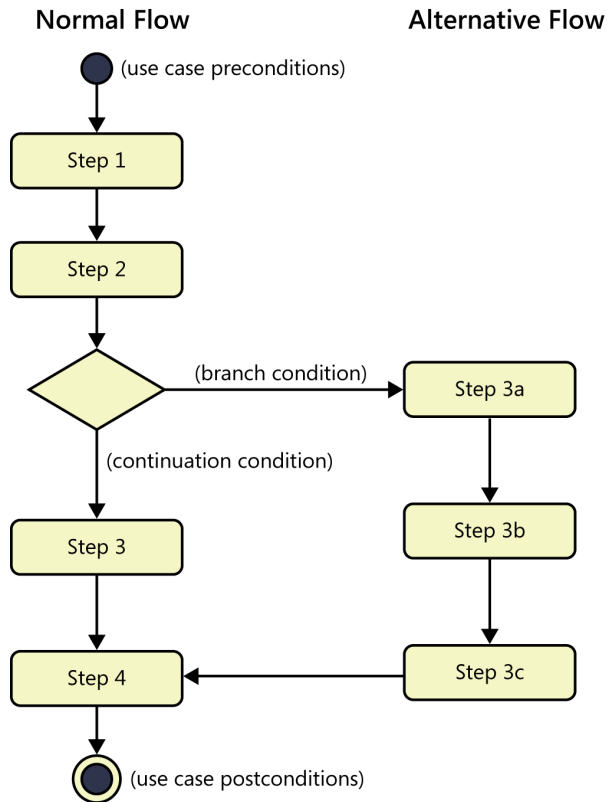 Normal Flow
Alternative Flow
(use case preconditions)
Step 1
Step 2
(branch condition)
Step 3a
(continuation condition)
Step 3b
Step 3
Step 3c
Step 4
(use case postconditions)